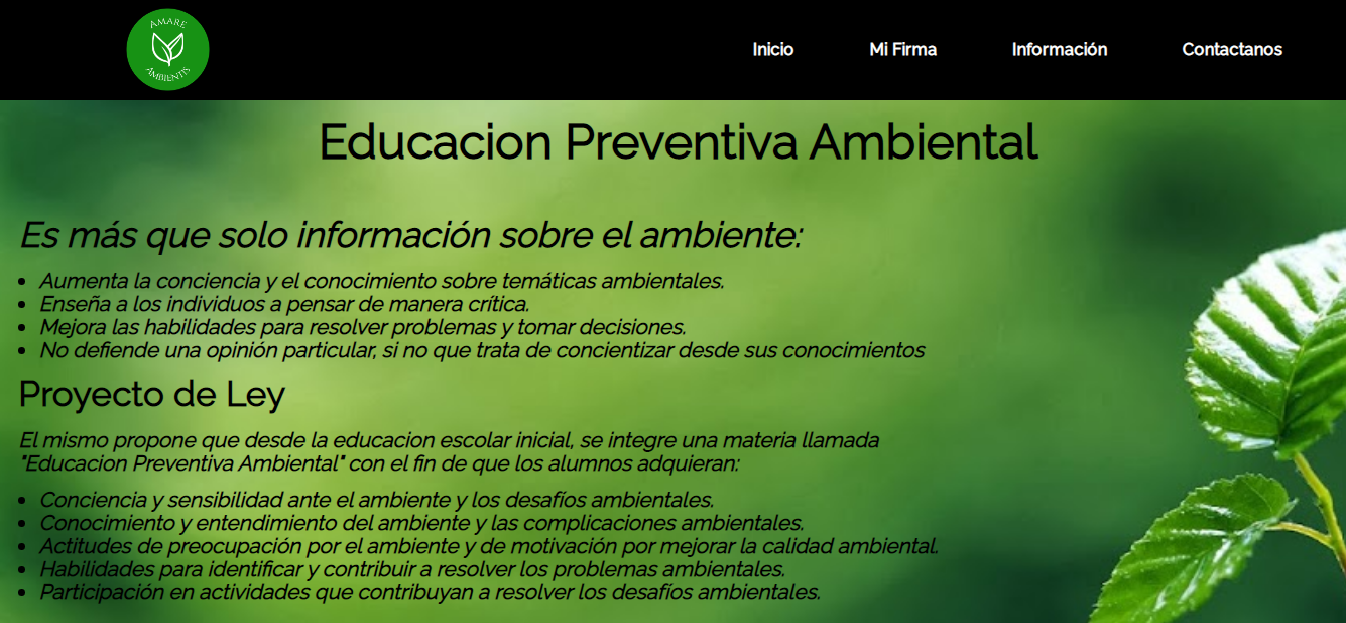 AMARE
AMBIENTIS
Inicio Mi Firma Información Contactanos
Educacion Preventiva Ambiental
Es más que solo información sobre el ambiente:
Aumenta la conciencia y el conocimiento sobre temáticas ambientales.
Enseña a los individuos a pensar de manera crítica.
Mejora las habilidades para resolver problemas y tomar decisiones.
No defiende una opinión particular, si no que trata de concientizar desde sus conocimientos
Proyecto de Ley
El mismo propone que desde la educacion escolar inicial, se integre una materia llamada
"Educacion Preventiva Ambiental" con el fin de que los alumnos adquieran:
Conciencia y sensibilidad ante el ambiente y los desafíos ambientales.
Conocimiento y entendimiento del ambiente y las complicaciones ambientales.
Actitudes de preocupación por el ambiente y de motivación por mejorar la calidad ambiental.
Habilidades para identificar y contribuir a resolver los problemas ambientales.
Participación en actividades que contribuyan a resolver los desafíos ambientales.